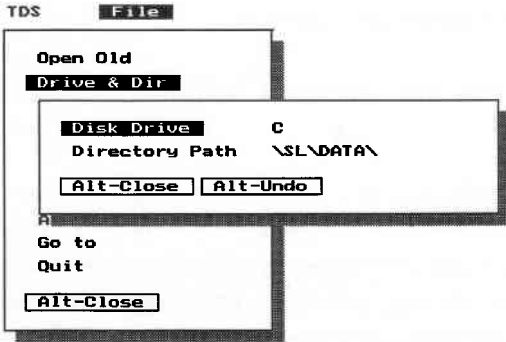 TDS File
Open Old
Drive & Dir
Disk Drive C
Directory Path \SL\DATA\
Alt-Close Alt-Undo
Go to
Quit
Alt-Close